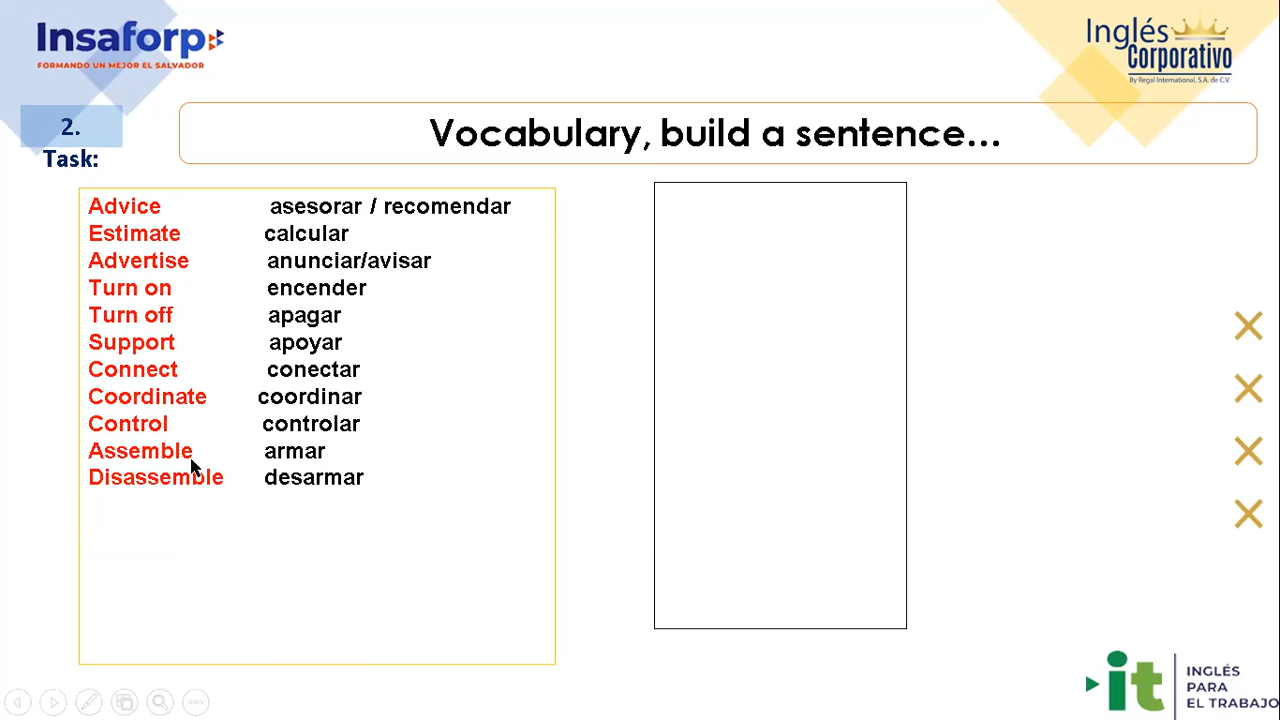 Insaforp
FORMANDO UN MEJOR EL SALVADOR
Inglés
Corporativo
By Regal International, S.A. de C.V.
2.
Task:
Vocabulary, build a sentence...
Advice asesorar / recomendar
Estimate calcular
Advertise anunciar/avisar
Turn on encender
Turn off apagar
Support apoyar
Connect conectar
Coordinate coordinar
Control controlar
Assemble armar
Disassemble desarmar
it
INGLÉS
PARA
EL TRABAJO